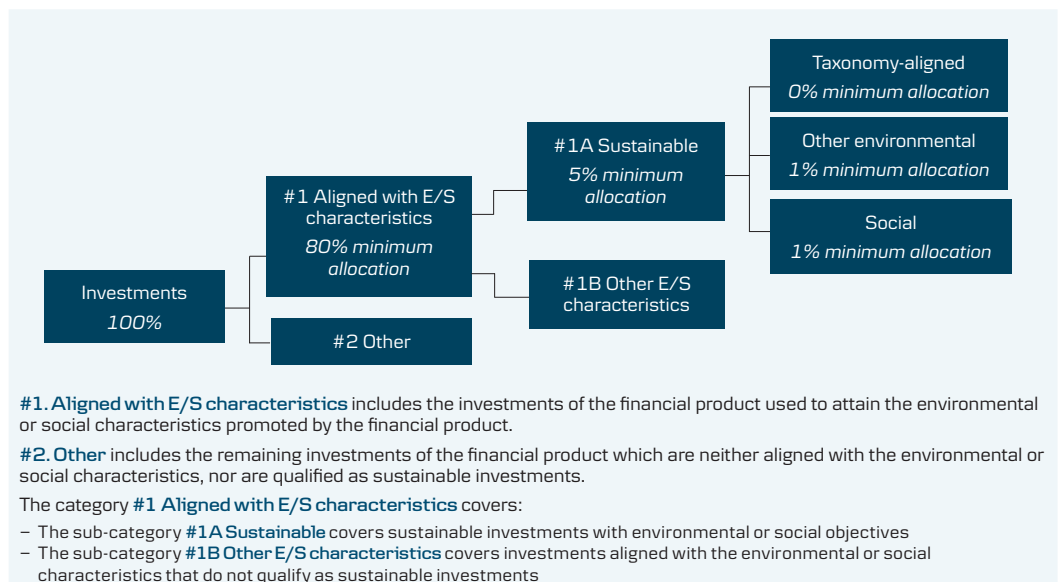 Taxonomy-aligned
0% minimum allocation
Other environmental
1% minimum allocation
Social
1% minimum allocation
#1A Sustainable
5% minimum
allocation
#1 Aligned with E/S
characteristics
80% minimum
allocation
#1B Other E/S
characteristics
Investments
100%
#2 Other
#1. Aligned with E/S characteristics includes the investments of the financial product used to attain the environmental
or social characteristics promoted by the financial product.
#2. Other includes the remaining investments of the financial product which are neither aligned with the environmental or
social characteristics, nor are qualified as sustainable investments.
The category #1 Aligned with E/S characteristics covers:
– The sub-category #1A Sustainable covers sustainable investments with environmental or social objectives
– The sub-category #1B Other E/S characteristics covers investments aligned with the environmental or social
characteristics that do not qualify as sustainable investments